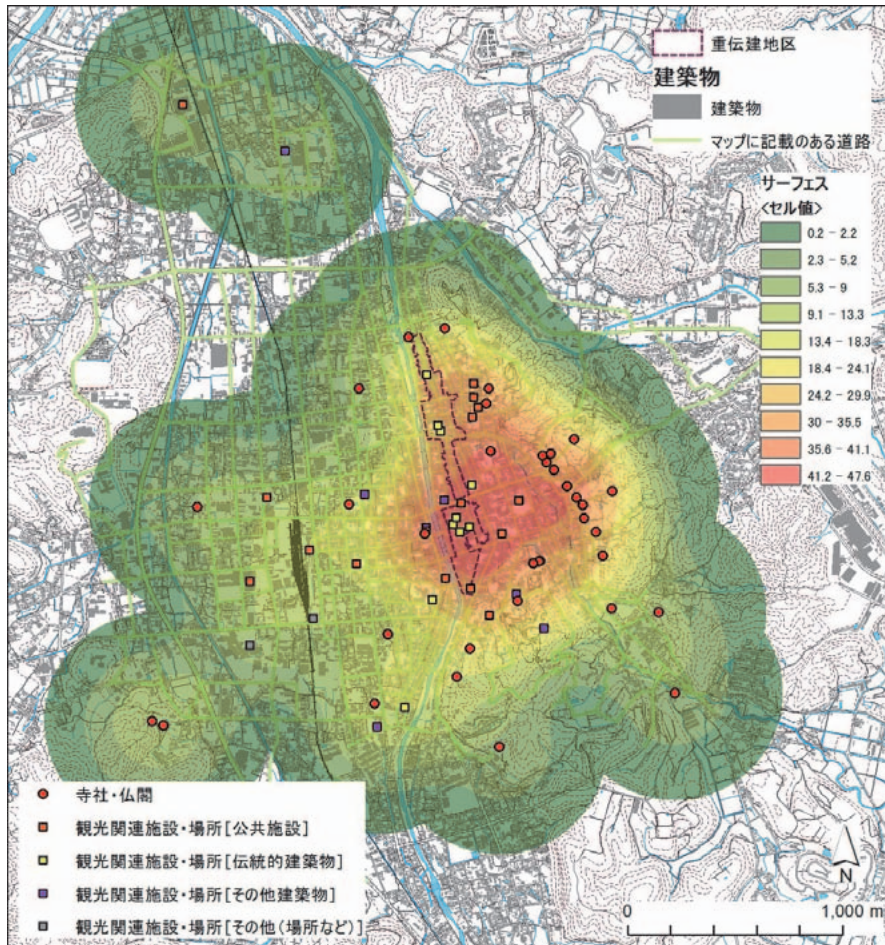 重伝建地区
建築物
建築物
マップに記載のある道路
サーフェス
<セル値>
0.2 - 2.2
2.3 - 5.2
5.3 - 9
9.1 - 13.3
13.4 - 18.3
18.4 - 24.1
24.2 - 29.9
30 - 35.5
35.6 - 41.1
41.2 - 47.6
寺社・仏閣
観光関連施設・場所[公共施設]
観光関連施設・場所[伝統的建築物]
観光関連施設・場所[その他建築物]
観光関連施設・場所[その他(場所など)]
N
0 1,000 m